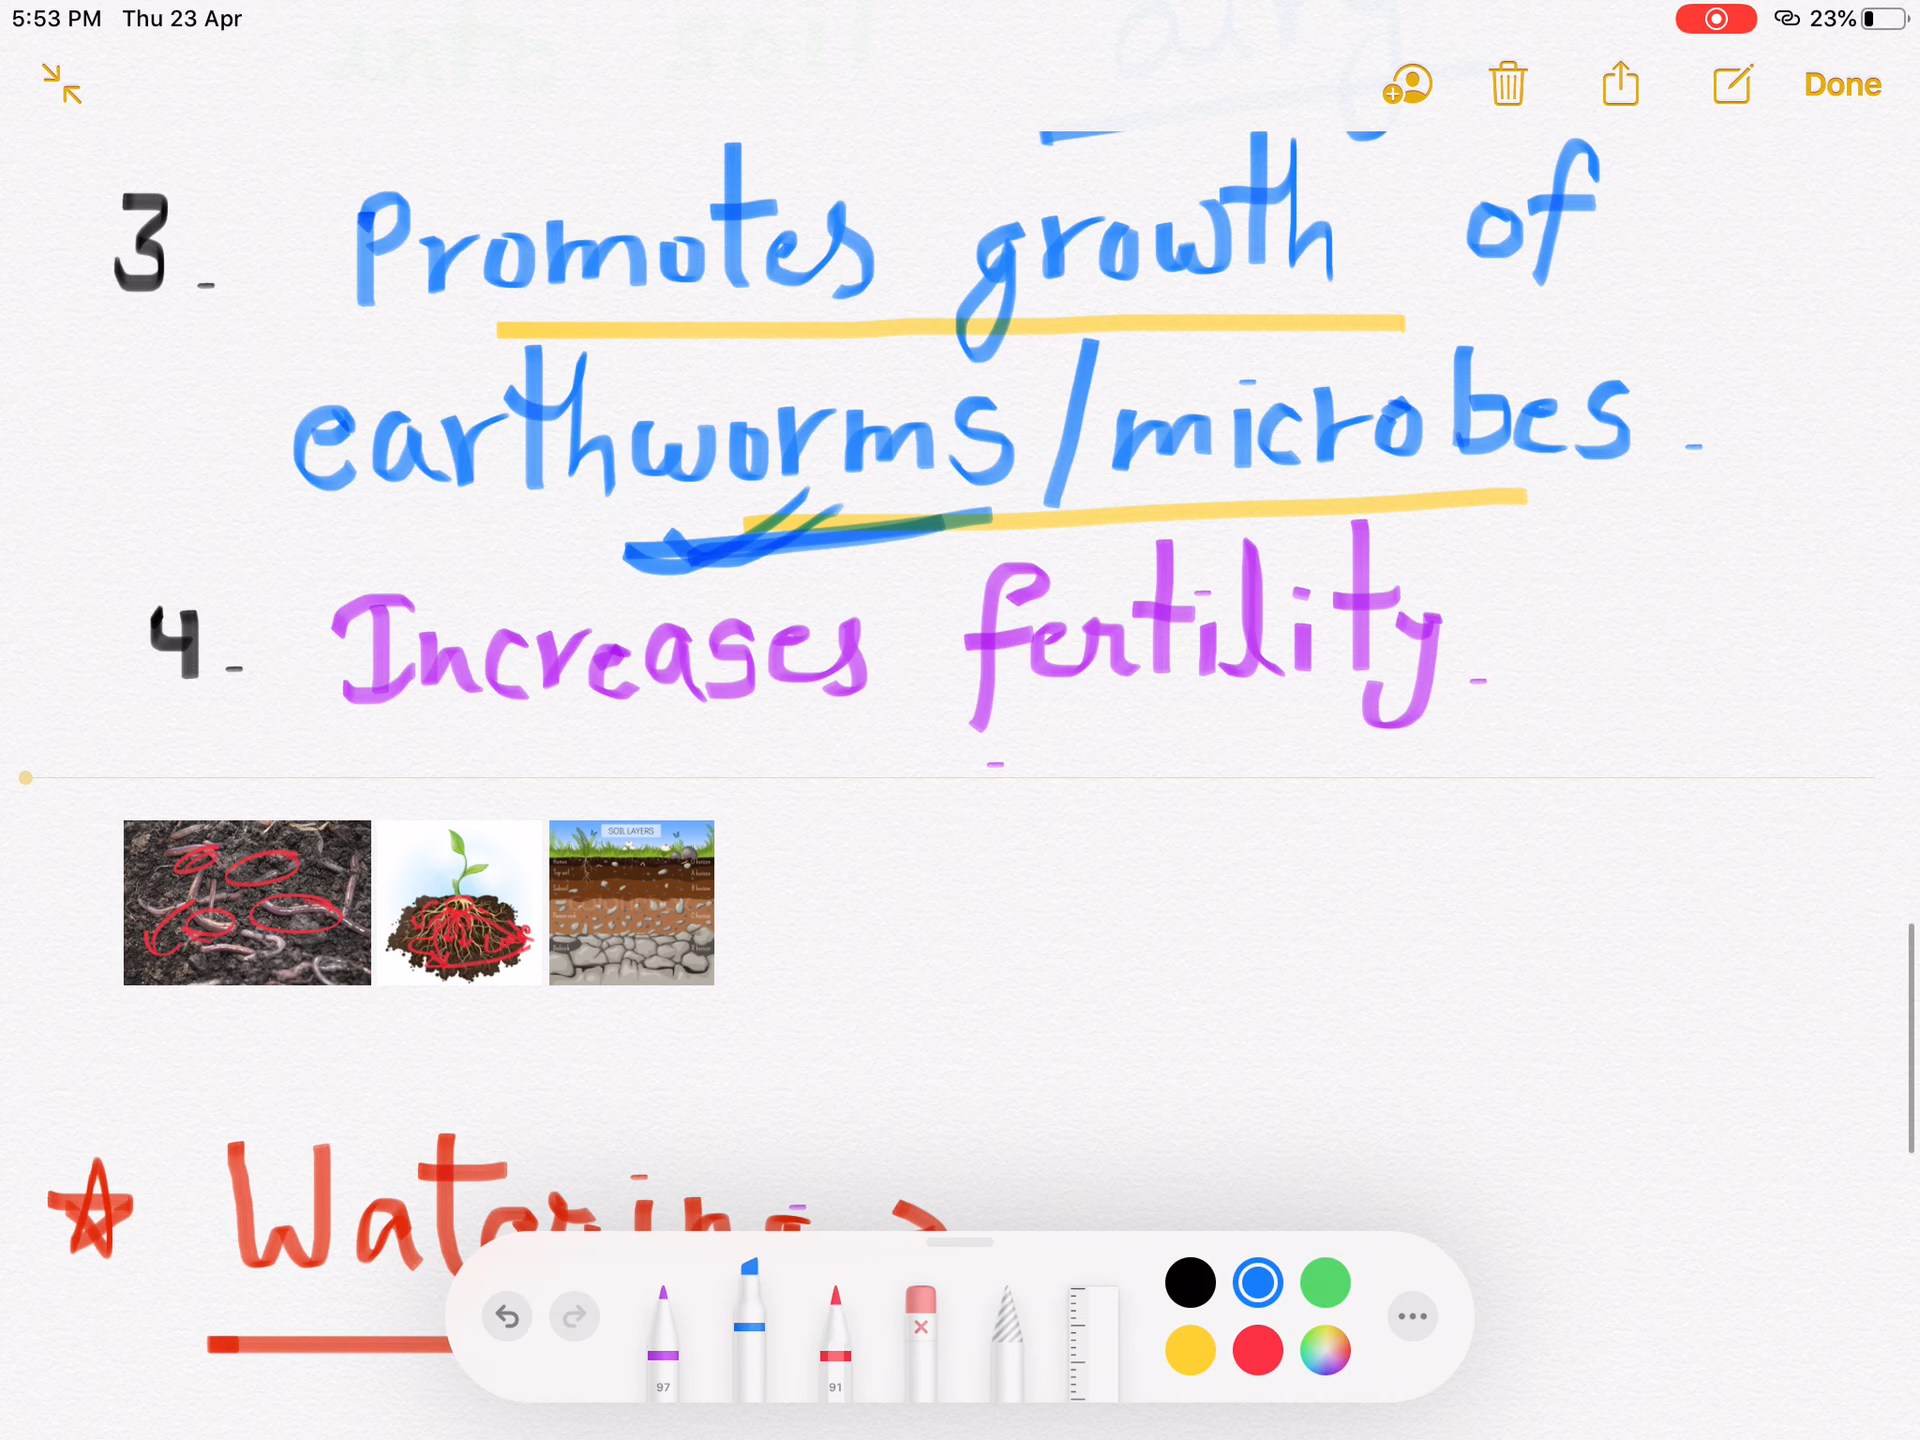 5:53 PM Thu 23 Apr 23%
Done
3. Promotes growth of
earthworms/microbes.
4. Increases fertility.
SOIL LAYERS
☆ Watering →
97 91